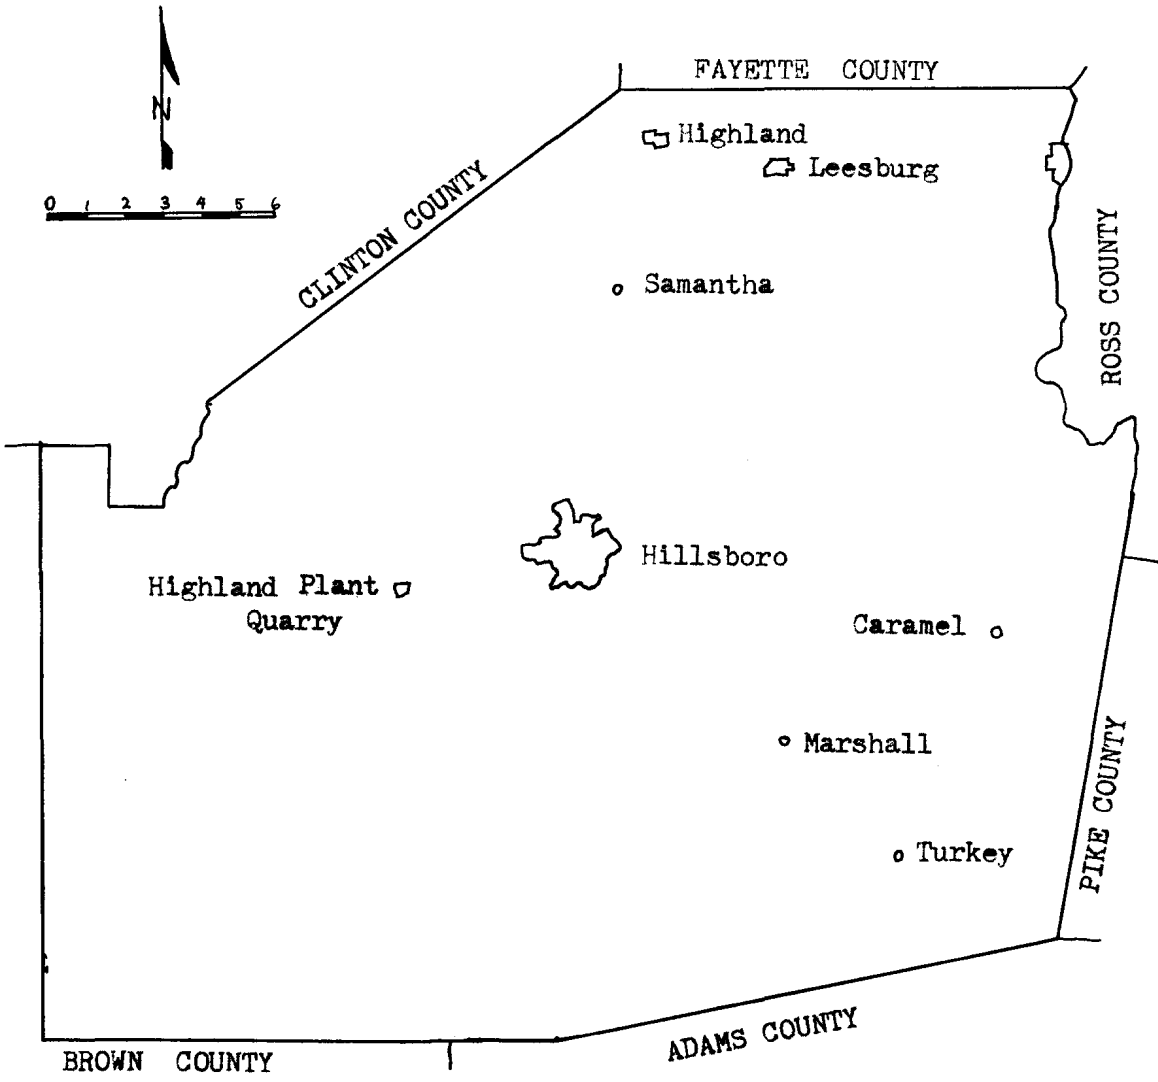 FAYETTE COUNTY
N
Highland
Leesburg
0 1 2 3 4 5 6
CLINTON COUNTY
ROSS COUNTY
Samantha
Hillsboro
Highland Plant
Quarry
Caramel
Marshall
PIKE COUNTY
Turkey
ADAMS COUNTY
BROWN COUNTY